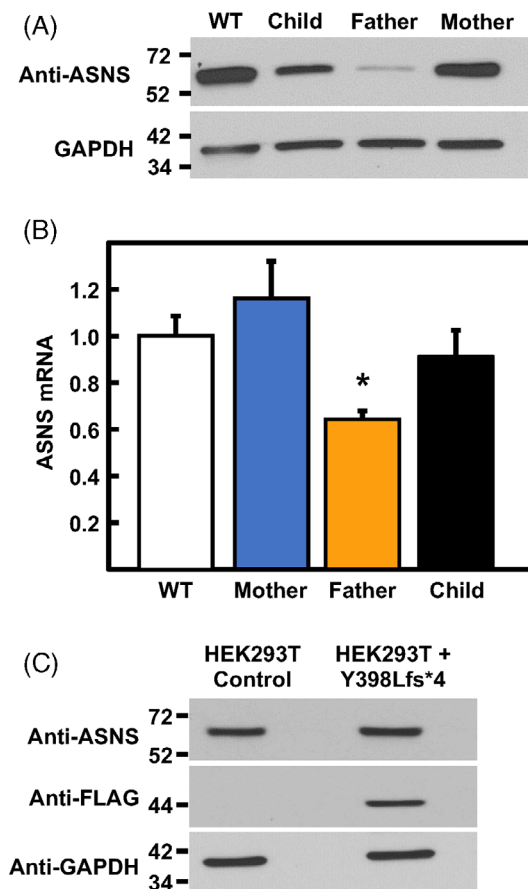 (A)
WT Child Father Mother
Anti-ASNS
72
52
GAPDH
42
34
(B)
ASNS mRNA
1.2
1.0
0.8
0.6
0.4
0.2
*
WT Mother Father Child
(C)
HEK293T HEK293T +
Control Y398Lfs*4
Anti-ASNS
72
52
Anti-FLAG
44
Anti-GAPDH
42
34